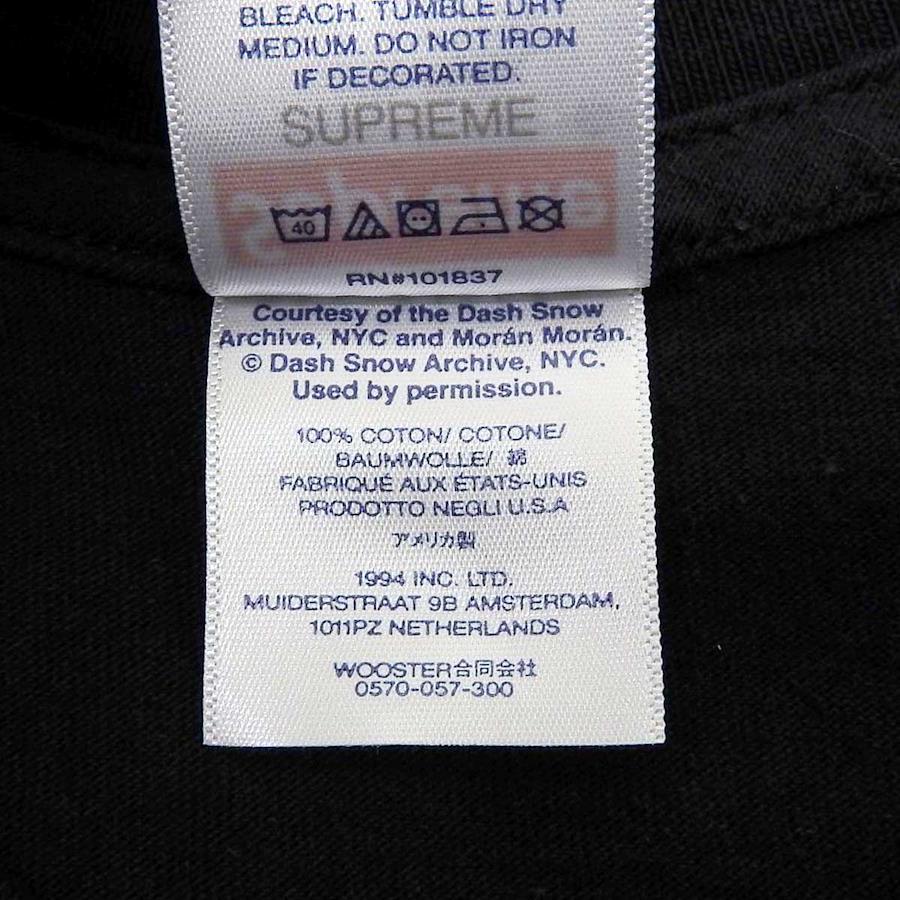 BLEACH. TUMBLE DRY
MEDIUM. DO NOT IRON
IF DECORATED.
SUPREME
40
RN#101837
Courtesy of the Dash Snow
Archive, NYC and Morán Morán.
© Dash Snow Archive, NYC.
Used by permission.
100% COTON/ COTONE/
BAUMWOLLE/ 綿
FABRIQUÉ AUX ÉTATS-UNIS
PRODOTTO NEGLI U.S.A
アメリカ製
1994 INC. LTD.
MUIDERSTRAAT 9B AMSTERDAM,
1011PZ NETHERLANDS
WOOSTER合同会社
0570-057-300